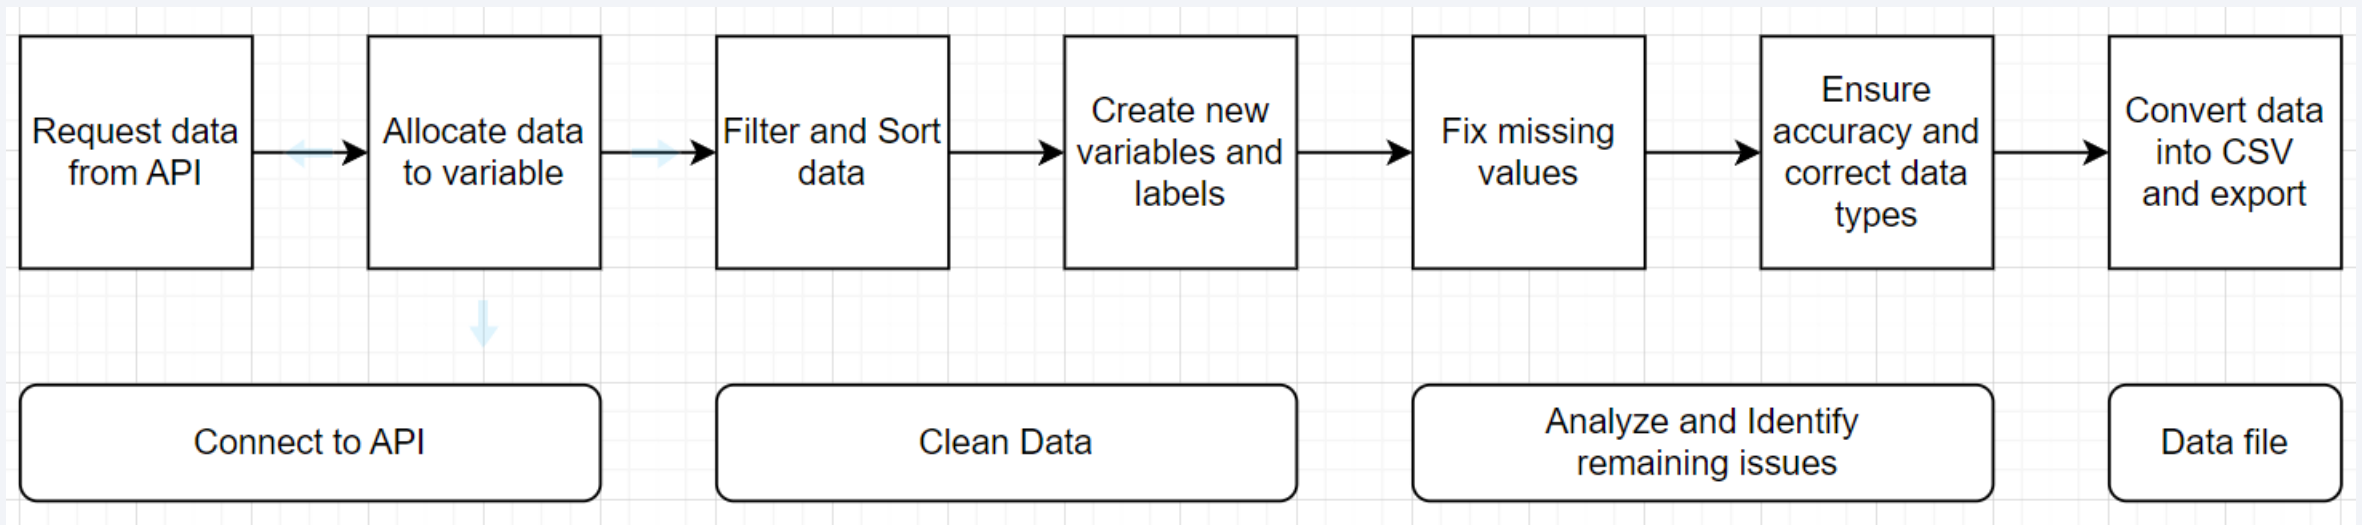 Request data
from API
Allocate data
to variable
Filter and Sort
data
Create new
variables and
labels
Fix missing
values
Ensure
accuracy and
correct data
types
Convert data
into CSV
and export
Connect to API
Clean Data
Analyze and Identify
remaining issues
Data file